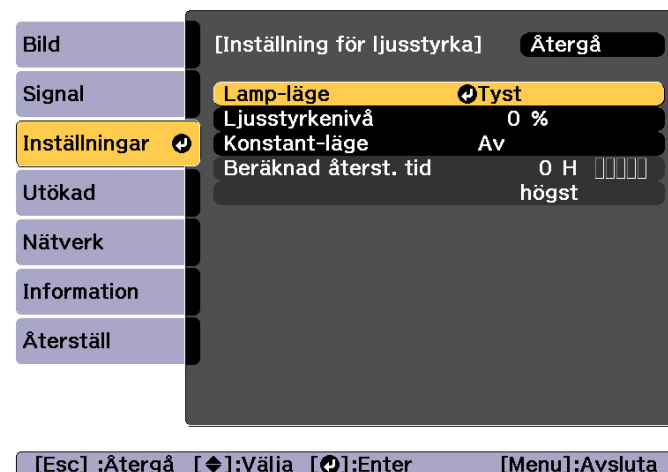 Bild
Signal
Inställningar
Utökad
Nätverk
Information
Återställ
[Inställning för ljusstyrka] Återgå
Lamp-läge Tyst
Ljusstyrkenivå 0 %
Konstant-läge Av
Beräknad återst. tid 0 H
högst
[Esc] :Återgå [◆]:Välja [↵]:Enter [Menu]:Avsluta